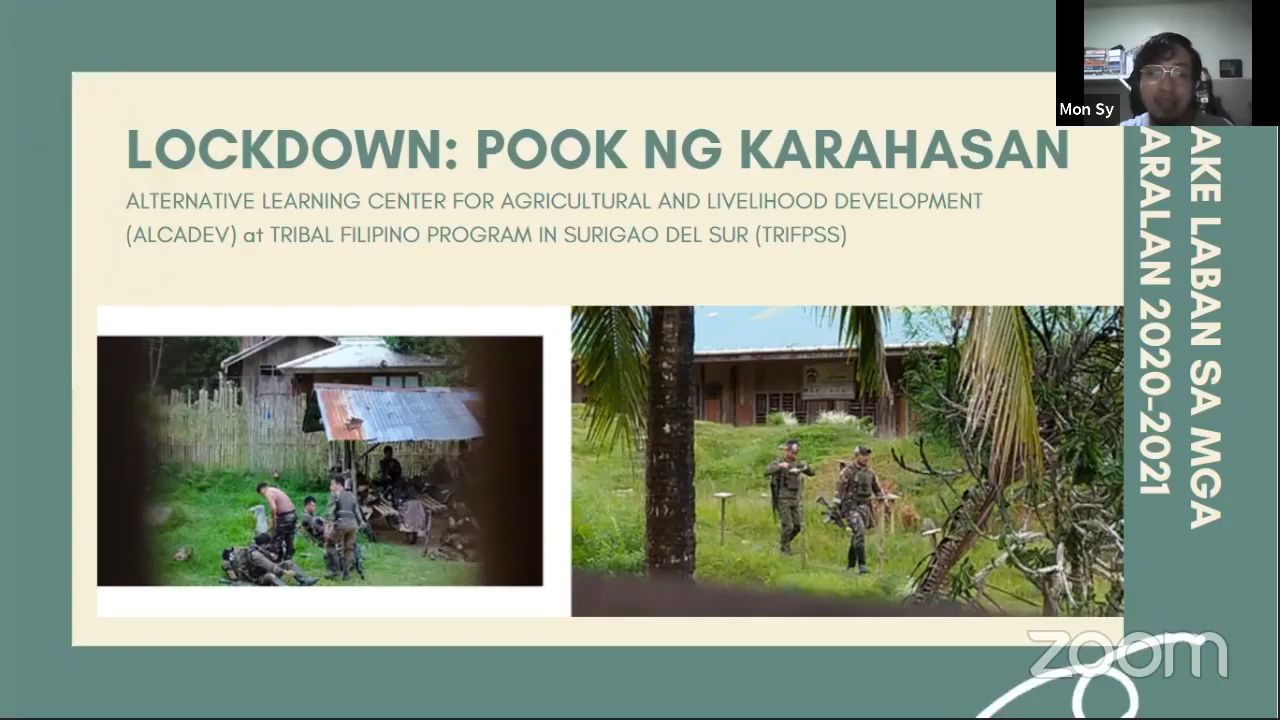 LOCKDOWN: POOK NG KARAHASAN
ALTERNATIVE LEARNING CENTER FOR AGRICULTURAL AND LIVELIHOOD DEVELOPMENT
(ALCADEV) at TRIBAL FILIPINO PROGRAM IN SURIGAO DEL SUR (TRIFPSS)
Mon Sy
AKE LABAN SA MGA
ARALAN 2020-2021
zoom